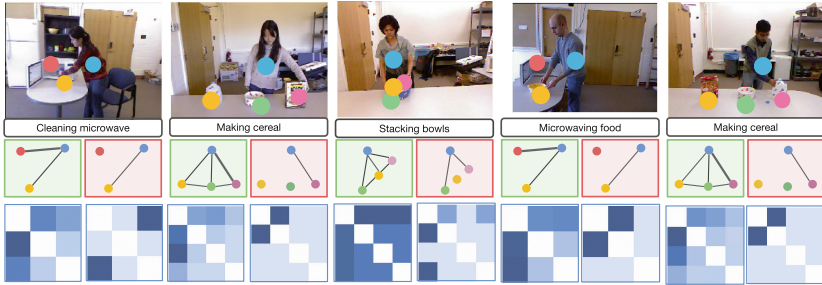 Cleaning microwave
Making cereal
Stacking bowls
Microwaving food
Making cereal